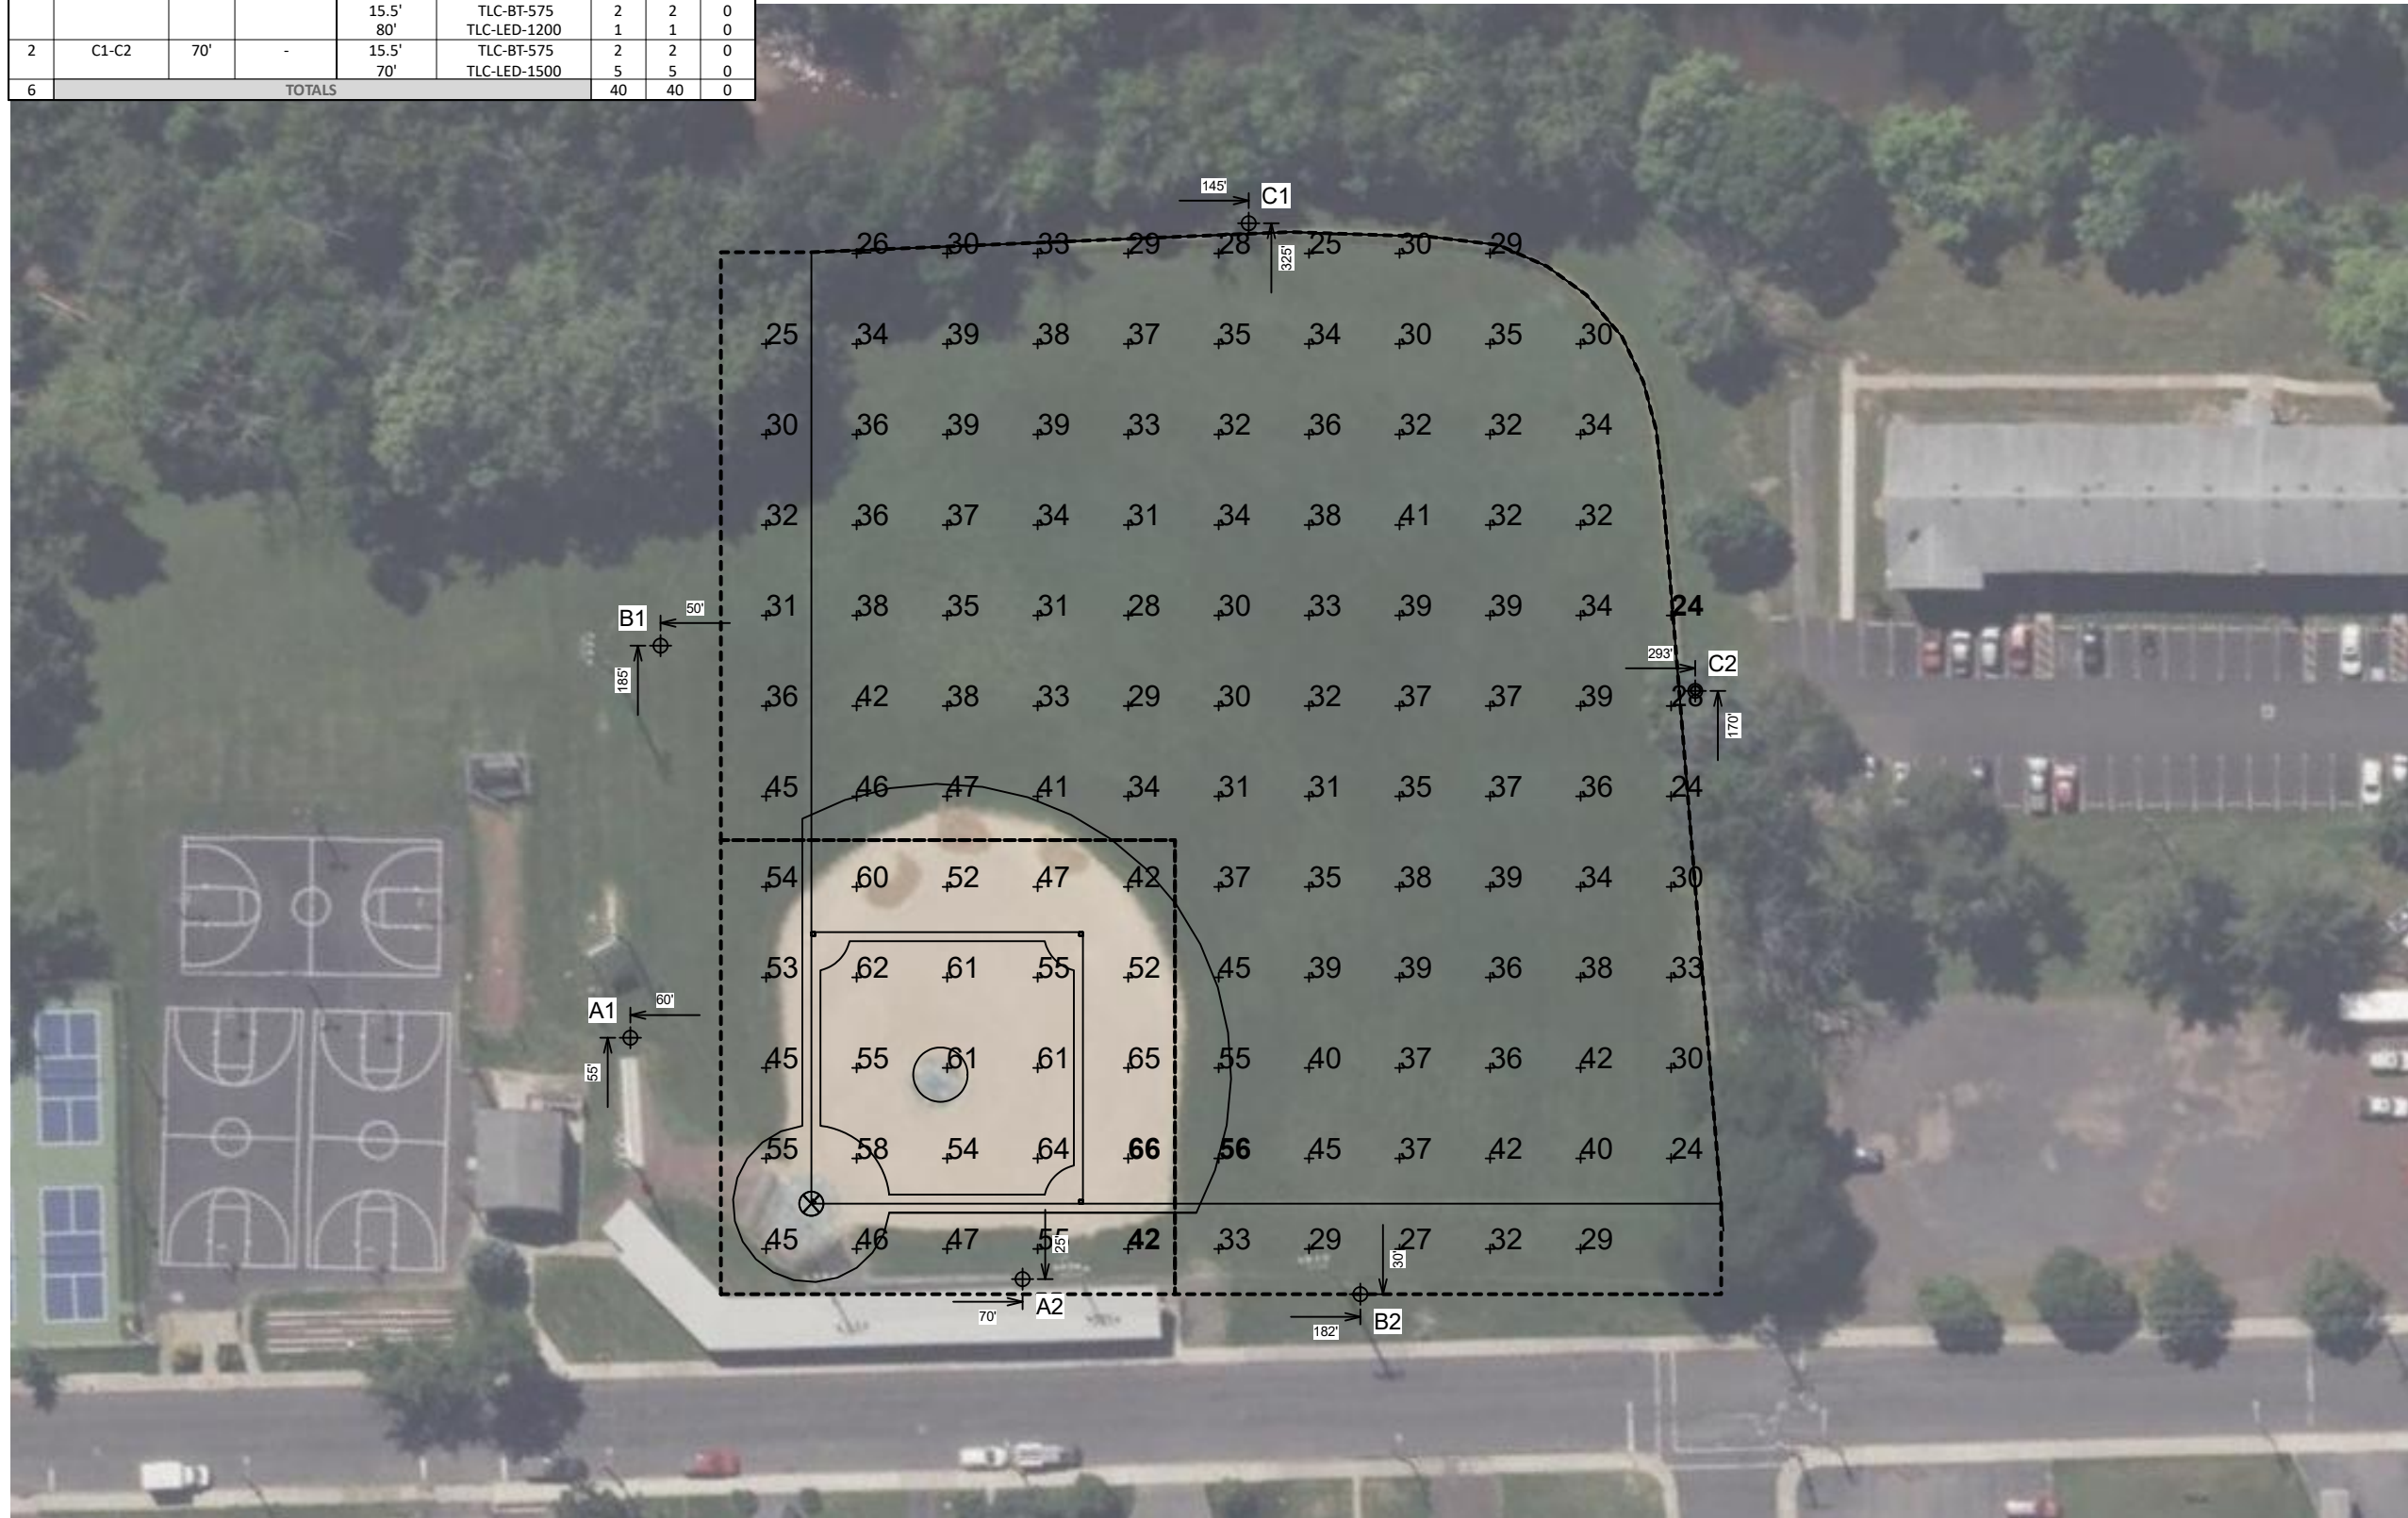 15.5' TLC-BT-575 2 2 0
80' TLC-LED-1200 1 1 0
2 C1-C2 70' - 15.5' TLC-BT-575 2 2 0
70' TLC-LED-1500 5 5 0
6 TOTALS 40 40 0
145' C1
325'
26 30 33 29 28 25 30 29
25 34 39 38 37 35 34 30 35 30
30 36 39 39 33 32 36 32 32 34
32 36 37 34 31 34 38 41 32 32
31 38 35 31 28 30 33 39 39 34 24
B1 50'
185'
293' C2
170'
36 42 38 33 29 30 32 37 37 39 28
45 46 47 41 34 31 31 35 37 36 24
54 60 52 47 42 37 35 38 39 34 30
53 62 61 55 52 45 39 39 36 38 33
A1 60'
55'
45 55 61 61 65 55 40 37 36 42 30
55 58 54 64 66 56 45 37 42 40 24
45 46 47 55 42 33 29 27 32 29
25'
30'
70' A2
182' B2